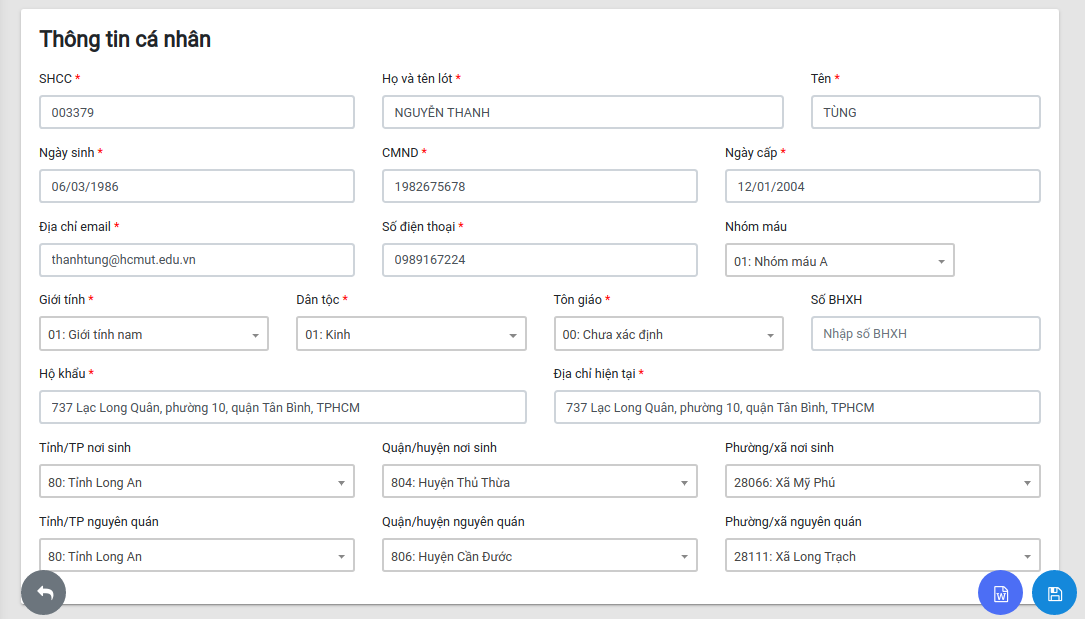 Thông tin cá nhân
SHCC * Họ và tên lót * Tên *
003379 NGUYỄN THANH TÙNG
Ngày sinh * CMND * Ngày cấp *
06/03/1986 1982675678 12/01/2004
Địa chỉ email * Số điện thoại * Nhóm máu
thanhtung@hcmut.edu.vn 0989167224 01: Nhóm máu A
Giới tính * Dân tộc * Tôn giáo * Số BHXH
01: Giới tính nam 01: Kinh 00: Chưa xác định Nhập số BHXH
Hộ khẩu * Địa chỉ hiện tại *
737 Lạc Long Quân, phường 10, quận Tân Bình, TPHCM 737 Lạc Long Quân, phường 10, quận Tân Bình, TPHCM
Tỉnh/TP nơi sinh Quận/huyện nơi sinh Phường/xã nơi sinh
80: Tỉnh Long An 804: Huyện Thủ Thừa 28066: Xã Mỹ Phú
Tỉnh/TP nguyên quán Quận/huyện nguyên quán Phường/xã nguyên quán
80: Tỉnh Long An 806: Huyện Cần Đước 28111: Xã Long Trạch